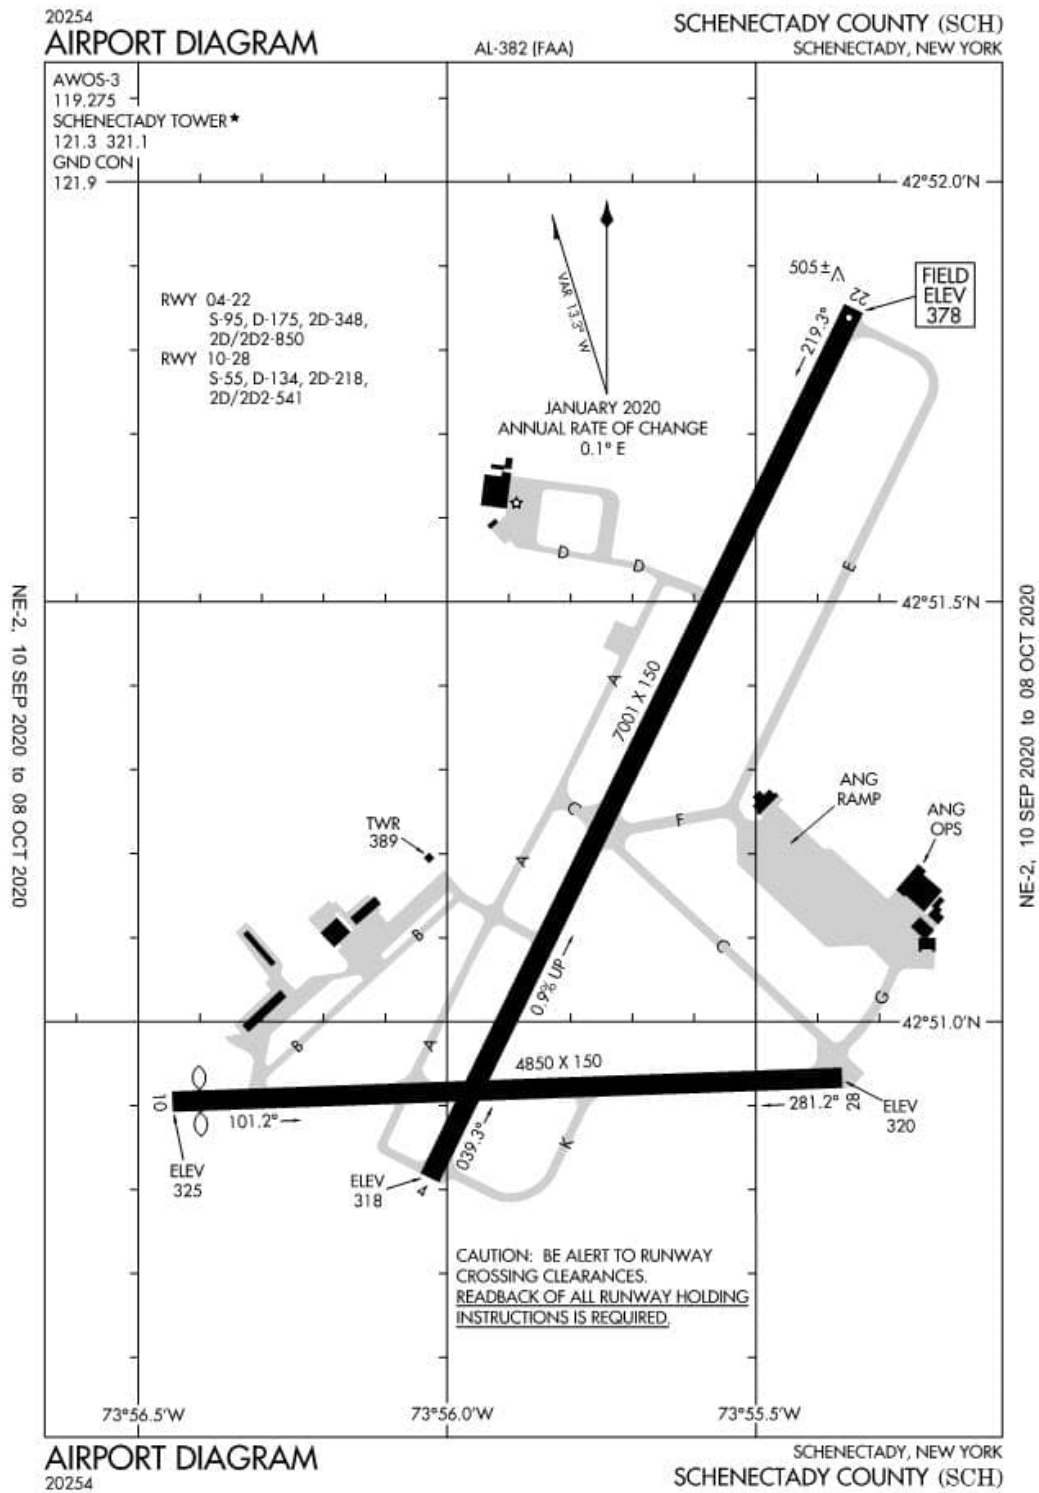 20254
AIRPORT DIAGRAM
AL-382 (FAA)
SCHENECTADY COUNTY (SCH)
SCHENECTADY, NEW YORK
AWOS-3
119.275
SCHENECTADY TOWER★
121.3 321.1
GND CON
121.9
42°52.0'N
VAR 13.3° W
JANUARY 2020
ANNUAL RATE OF CHANGE
0.1° E
RWY 04-22
S-95, D-175, 2D-348,
2D/2D2-850
RWY 10-28
S-55, D-134, 2D-218,
2D/2D2-541
505±
22
FIELD
ELEV
378
219.3°
D
D
E
42°51.5'N
A
7001 X 150
C
F
ANG
RAMP
ANG
OPS
TWR
389
A
B
C
0.9% UP
G
42°51.0'N
B
A
4850 X 150
10
101.2°
281.2°
28
ELEV
320
ELEV
325
039.3°
K
ELEV
318
4
CAUTION: BE ALERT TO RUNWAY
CROSSING CLEARANCES.
READBACK OF ALL RUNWAY HOLDING
INSTRUCTIONS IS REQUIRED.
73°56.5'W
73°56.0'W
73°55.5'W
NE-2, 10 SEP 2020 to 08 OCT 2020
NE-2, 10 SEP 2020 to 08 OCT 2020
AIRPORT DIAGRAM
20254
SCHENECTADY, NEW YORK
SCHENECTADY COUNTY (SCH)